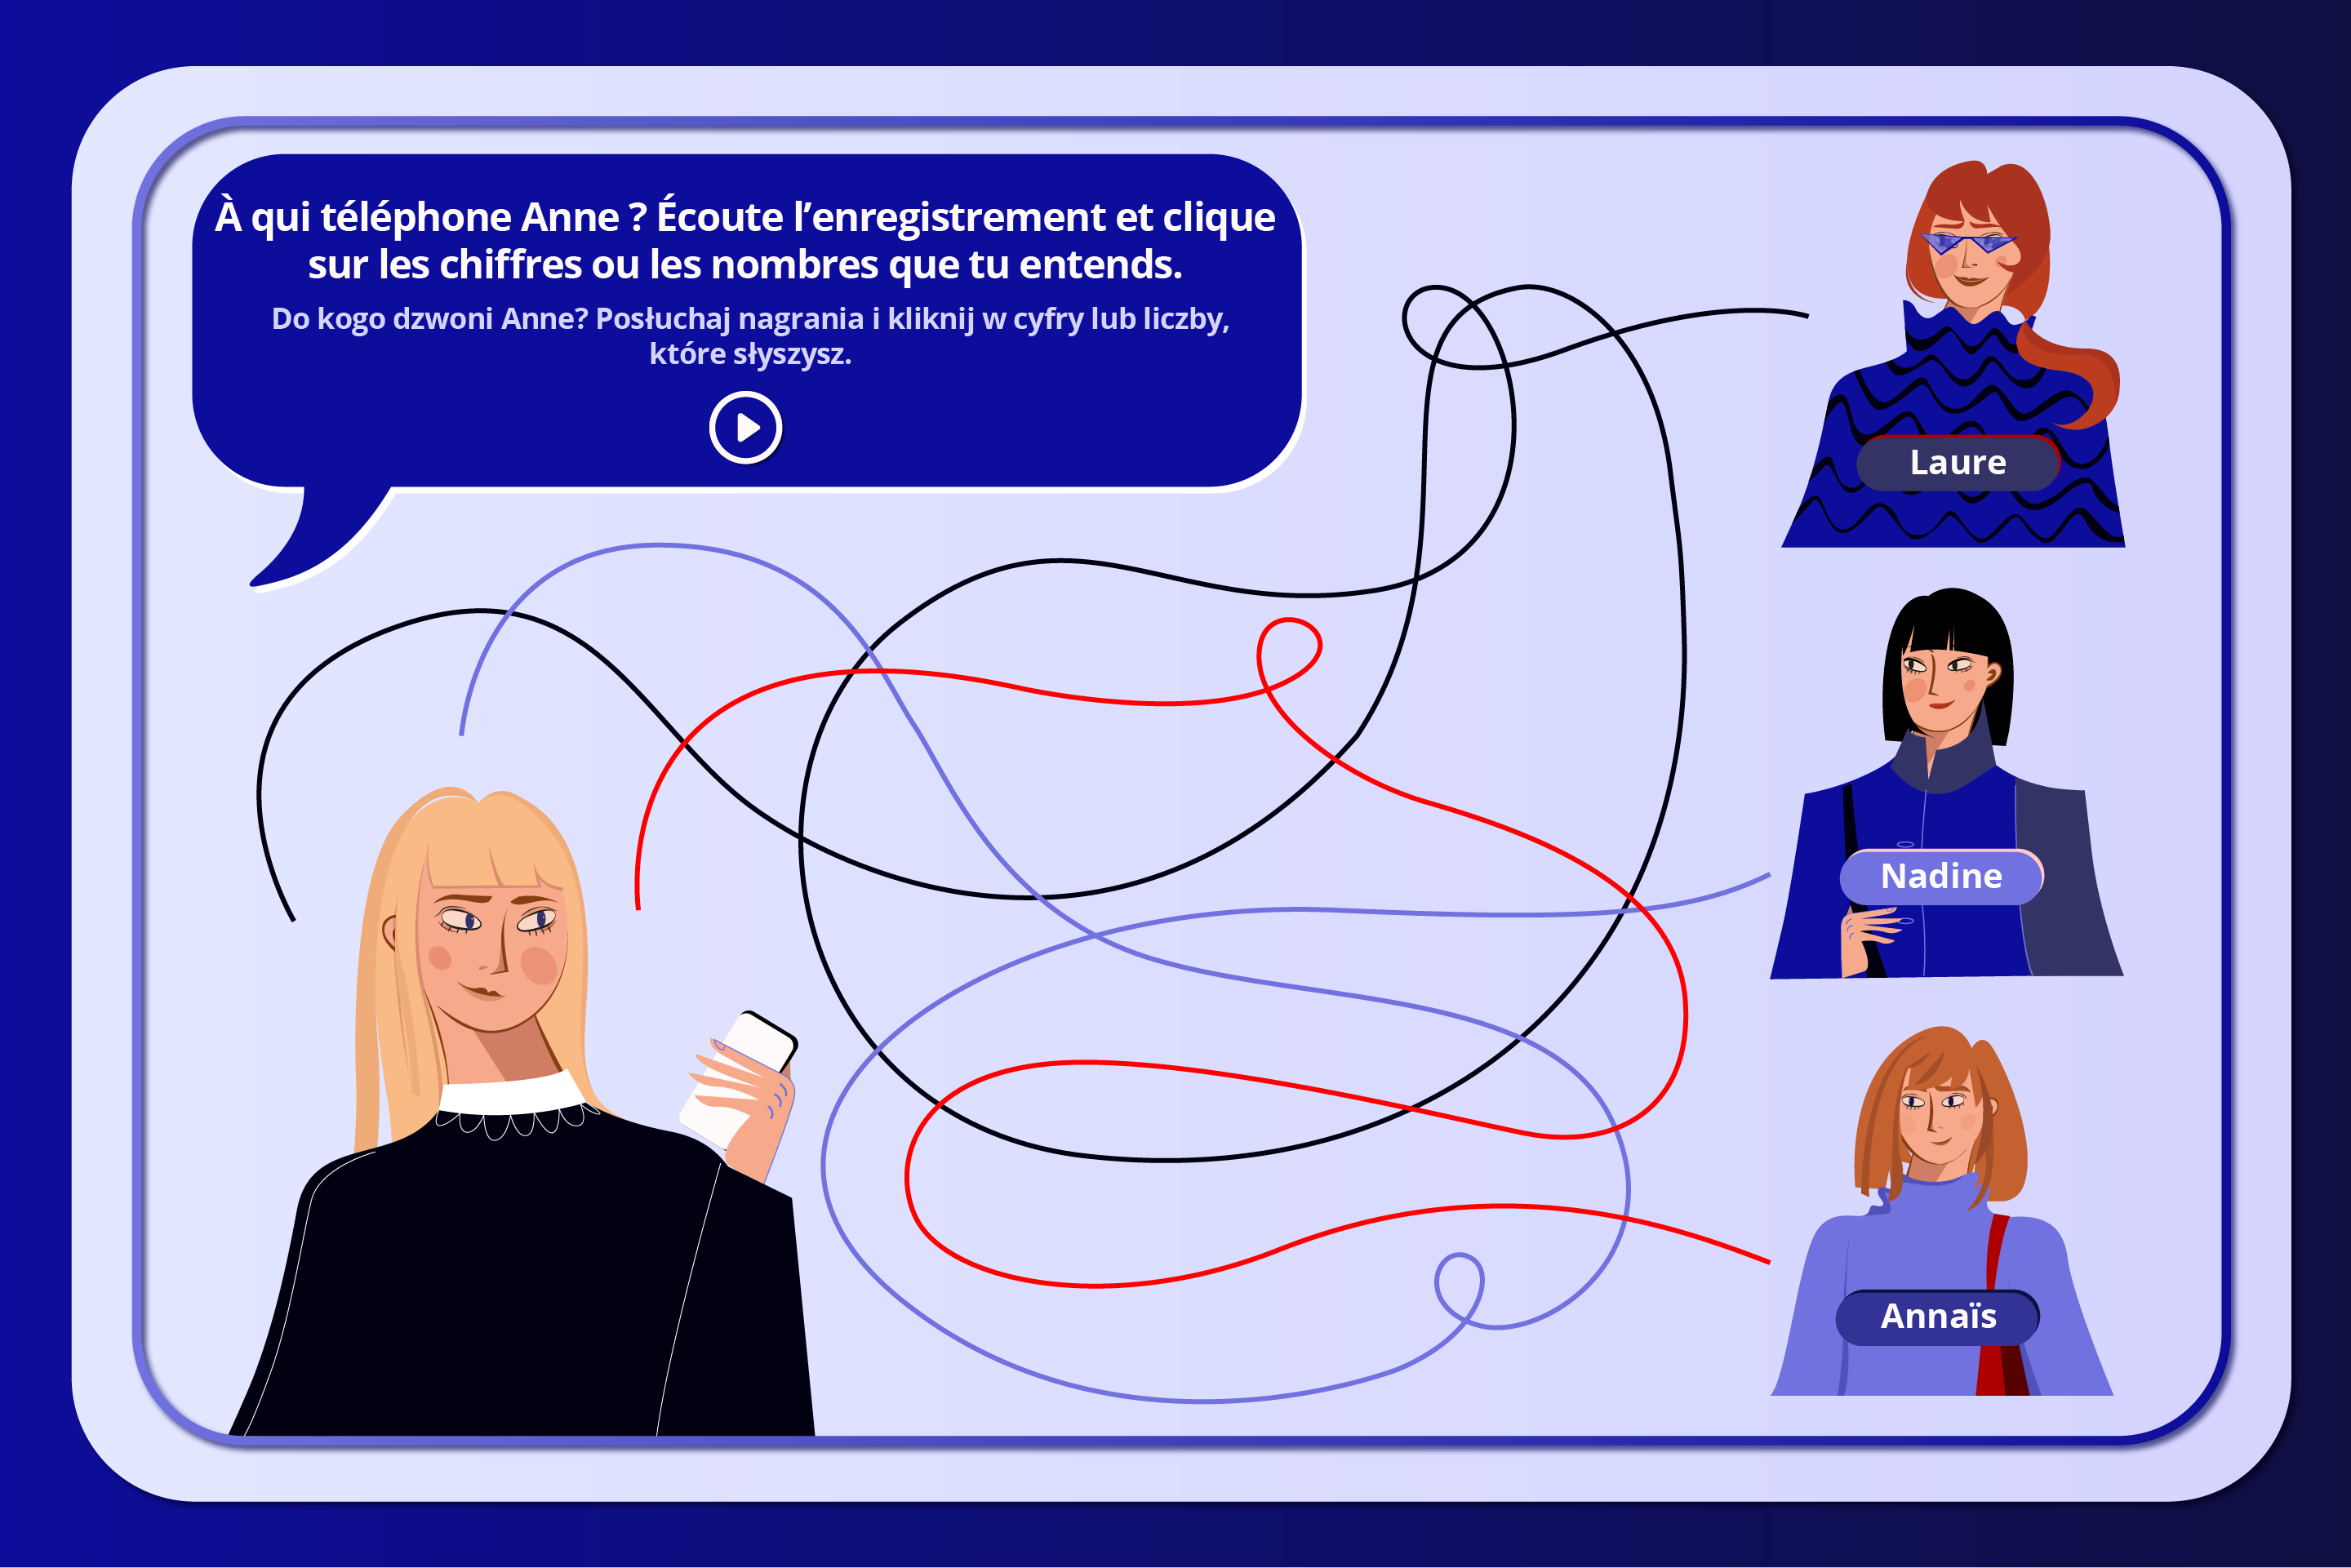 À qui téléphone Anne ? Écoute l’enregistrement et clique
sur les chiffres ou les nombres que tu entends.
Do kogo dzwoni Anne? Posłuchaj nagrania i kliknij w cyfry lub liczby,
które słyszysz.
Laure
Nadine
Annaïs